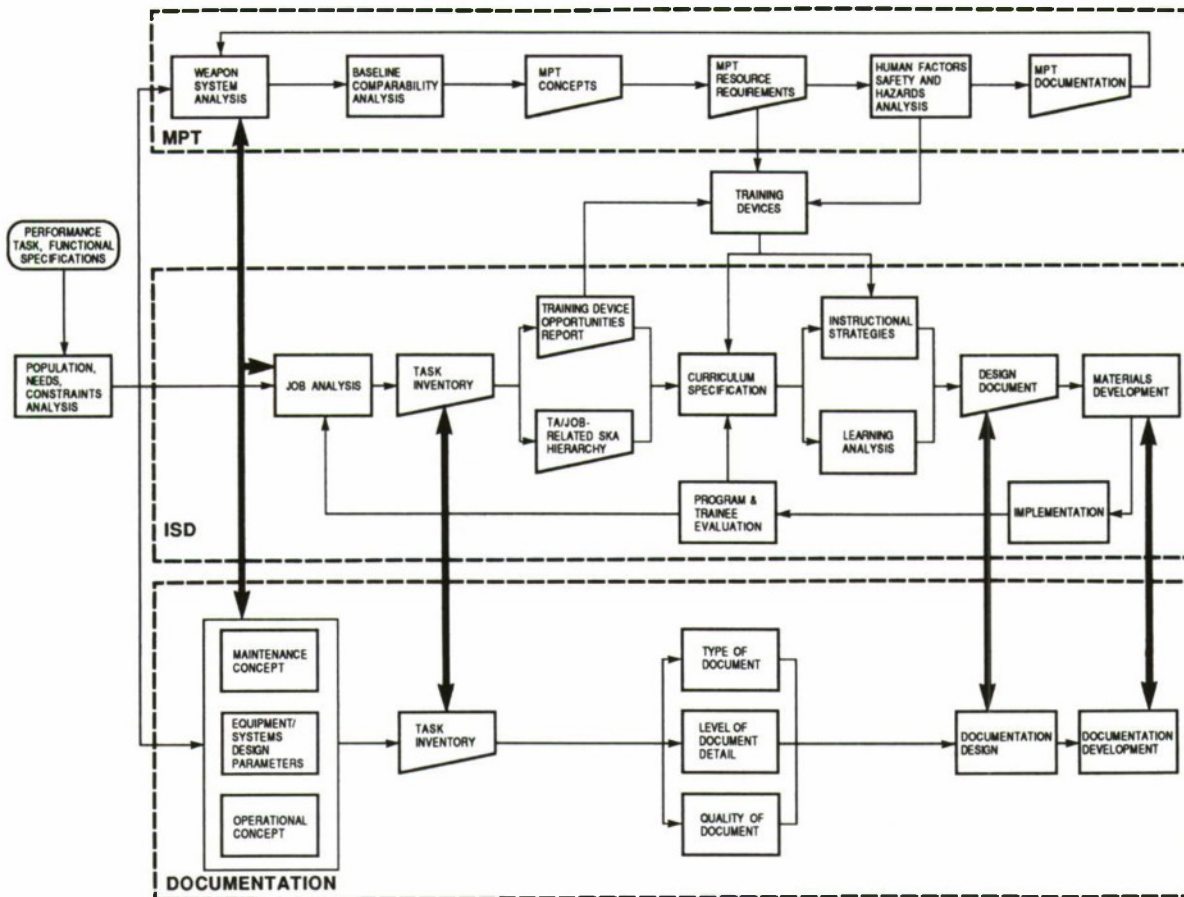 WEAPON
SYSTEM
ANALYSIS
BASELINE
COMPARABILITY
ANALYSIS
MPT
CONCEPTS
MPT
RESOURCE
REQUIREMENTS
HUMAN FACTORS
SAFETY AND
HAZARDS
ANALYSIS
MPT
DOCUMENTATION
MPT
TRAINING
DEVICES
PERFORMANCE
TASK, FUNCTIONAL
SPECIFICATIONS
POPULATION,
NEEDS,
CONSTRAINTS
ANALYSIS
JOB ANALYSIS
TASK
INVENTORY
TRAINING DEVICE
OPPORTUNITIES
REPORT
TA/JOB-
RELATED SKA
HIERARCHY
CURRICULUM
SPECIFICATION
INSTRUCTIONAL
STRATEGIES
LEARNING
ANALYSIS
DESIGN
DOCUMENT
MATERIALS
DEVELOPMENT
PROGRAM &
TRAINEE
EVALUATION
IMPLEMENTATION
ISD
MAINTENANCE
CONCEPT
EQUIPMENT/
SYSTEMS
DESIGN
PARAMETERS
OPERATIONAL
CONCEPT
TASK
INVENTORY
TYPE OF
DOCUMENT
LEVEL OF
DOCUMENT
DETAIL
QUALITY OF
DOCUMENT
DOCUMENTATION
DESIGN
DOCUMENTATION
DEVELOPMENT
DOCUMENTATION